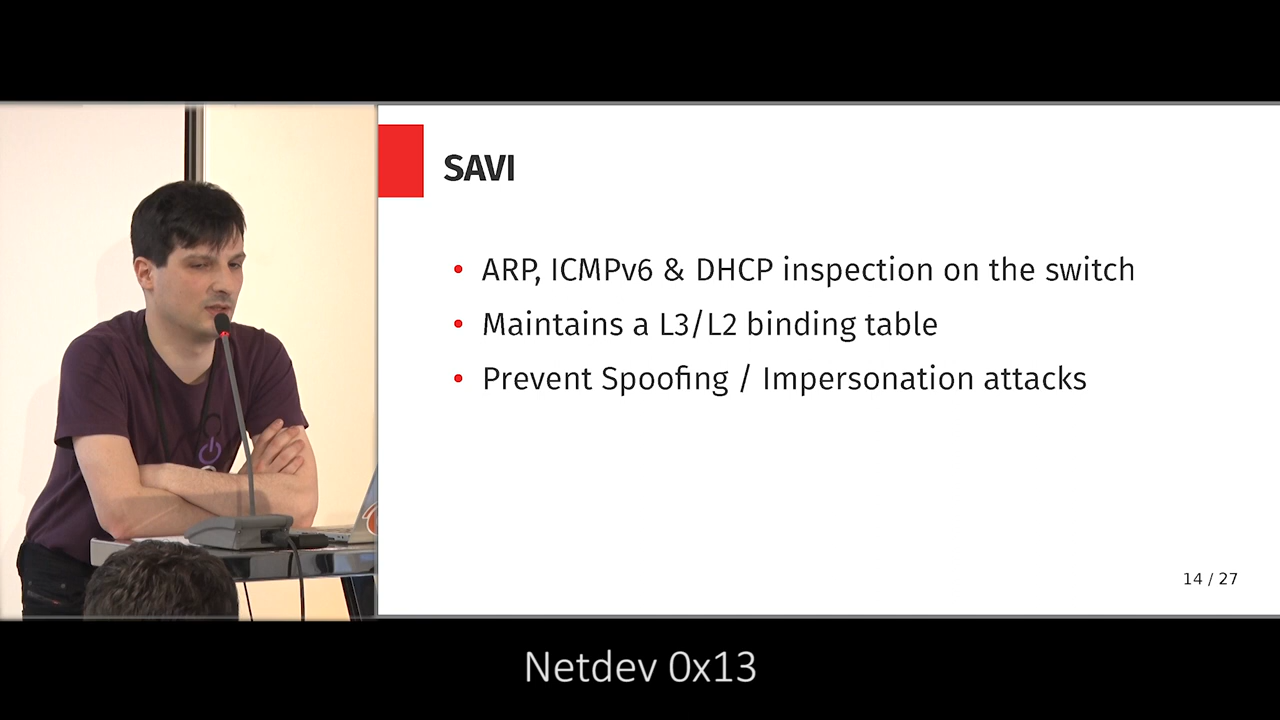 SAVI
• ARP, ICMPv6 & DHCP inspection on the switch
• Maintains a L3/L2 binding table
• Prevent Spoofing / Impersonation attacks
14 / 27
Netdev 0x13